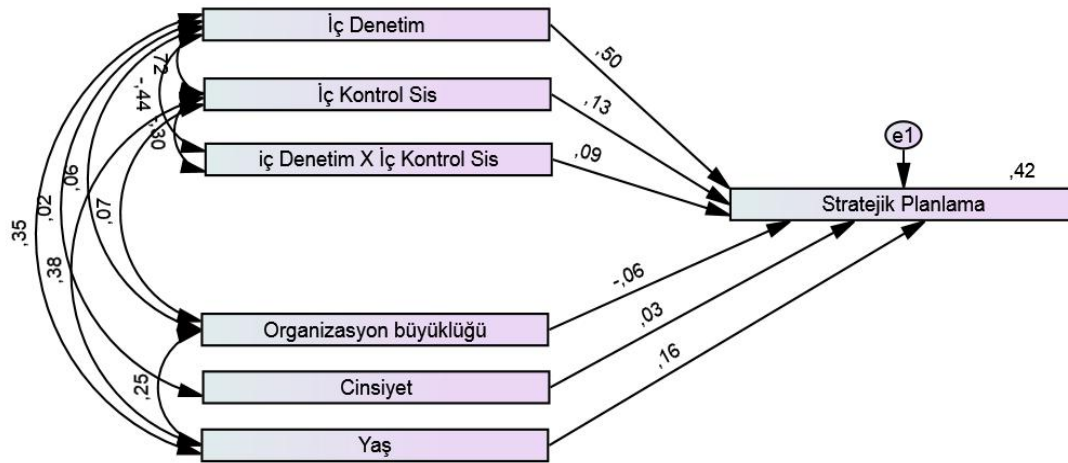 İç Denetim
,50
72
İç Kontrol Sis
,13
-,44
-,30
iç Denetim X İç Kontrol Sis
,09
e1
,42
Stratejik Planlama
,06
,02
,07
,35
,38
-,06
Organizasyon büyüklüğü
,03
,25
Cinsiyet
,16
Yaş